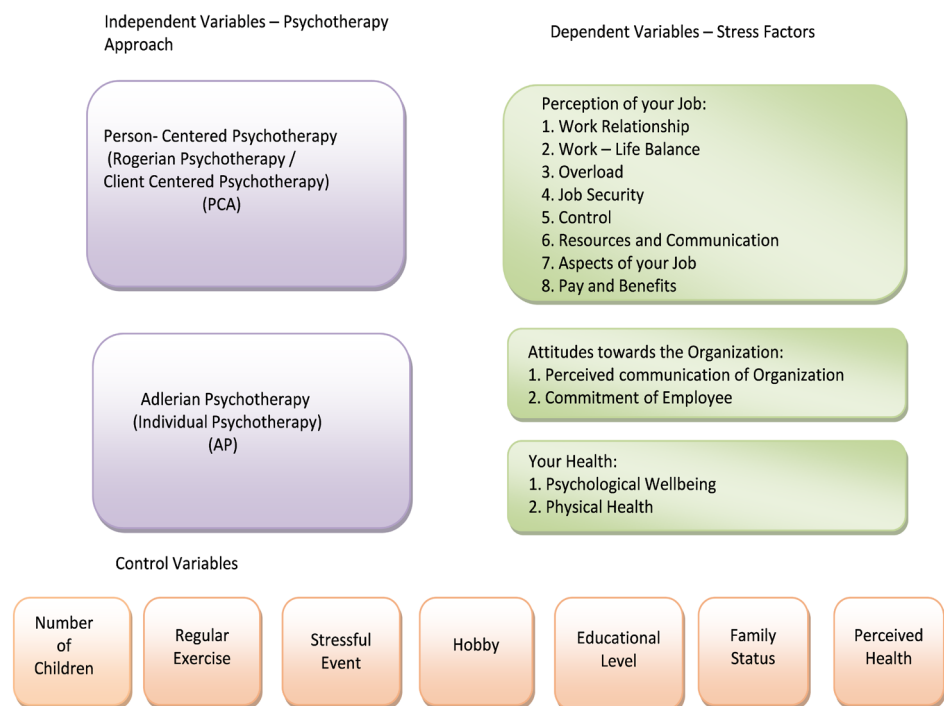 Independent Variables – Psychotherapy
Approach
Dependent Variables – Stress Factors
Person- Centered Psychotherapy
(Rogerian Psychotherapy /
Client Centered Psychotherapy)
(PCA)
Perception of your Job:
1. Work Relationship
2. Work – Life Balance
3. Overload
4. Job Security
5. Control
6. Resources and Communication
7. Aspects of your Job
8. Pay and Benefits
Adlerian Psychotherapy
(Individual Psychotherapy)
(AP)
Attitudes towards the Organization:
1. Perceived communication of Organization
2. Commitment of Employee
Your Health:
1. Psychological Wellbeing
2. Physical Health
Control Variables
Number
of
Children
Regular
Exercise
Stressful
Event
Hobby
Educational
Level
Family
Status
Perceived
Health